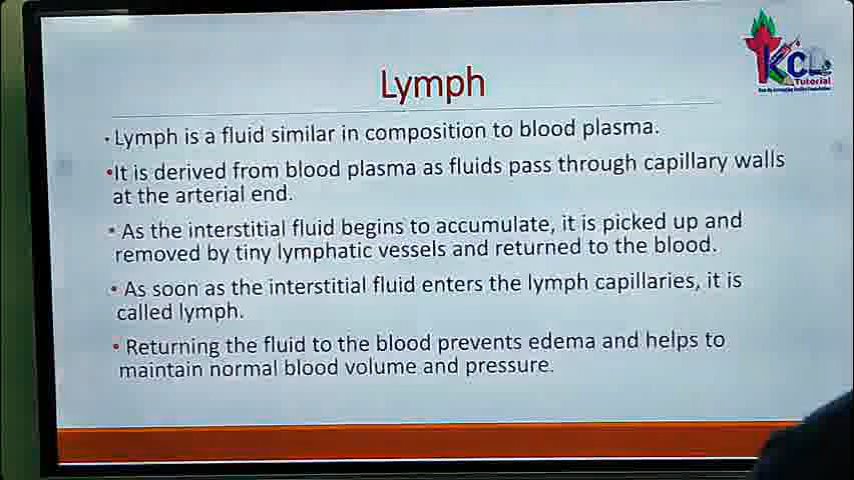 Lymph
KCL
Tutorial
• Lymph is a fluid similar in composition to blood plasma.
•It is derived from blood plasma as fluids pass through capillary walls
at the arterial end.
• As the interstitial fluid begins to accumulate, it is picked up and
removed by tiny lymphatic vessels and returned to the blood.
• As soon as the interstitial fluid enters the lymph capillaries, it is
called lymph.
• Returning the fluid to the blood prevents edema and helps to
maintain normal blood volume and pressure.